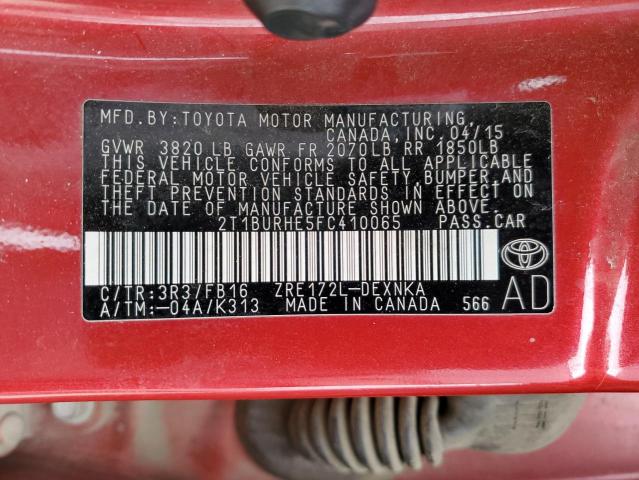 MFD. BY: TOYOTA MOTOR MANUFACTURING,
CANADA, INC. 04/15
GVWR 3820 LB GAWR FR 2070LB RR 1850LB
THIS VEHICLE CONFORMS TO ALL APPLICABLE
FEDERAL MOTOR VEHICLE SAFETY, BUMPER, AND
THEFT PREVENTION STANDARDS IN EFFECT ON
THE DATE OF MANUFACTURE SHOWN ABOVE.
2T1BURHE5FC410065 PASS.CAR
C/TR:3R3/FB16 ZRE172L-DEXNKA
A/TM:-04A/K313 MADE IN CANADA 566
AD